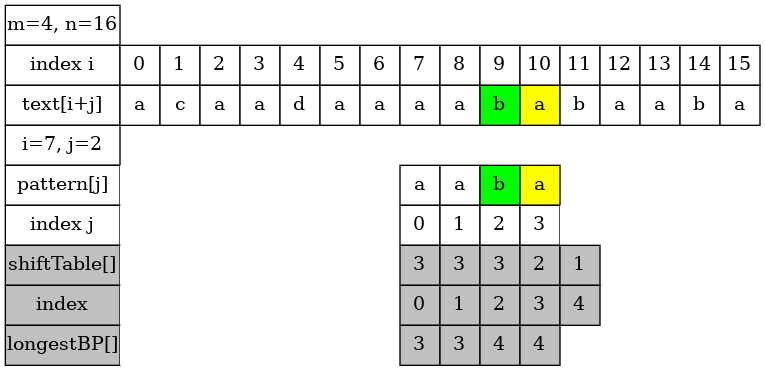 m=4, n=16
index i 0 1 2 3 4 5 6 7 8 9 10 11 12 13 14 15
text[i+j] a c a a d a a a a b a b a a b a
i=7, j=2
pattern[j] a a b a
index j 0 1 2 3
shiftTable[] 3 3 3 2 1
index 0 1 2 3 4
longestBP[] 3 3 4 4